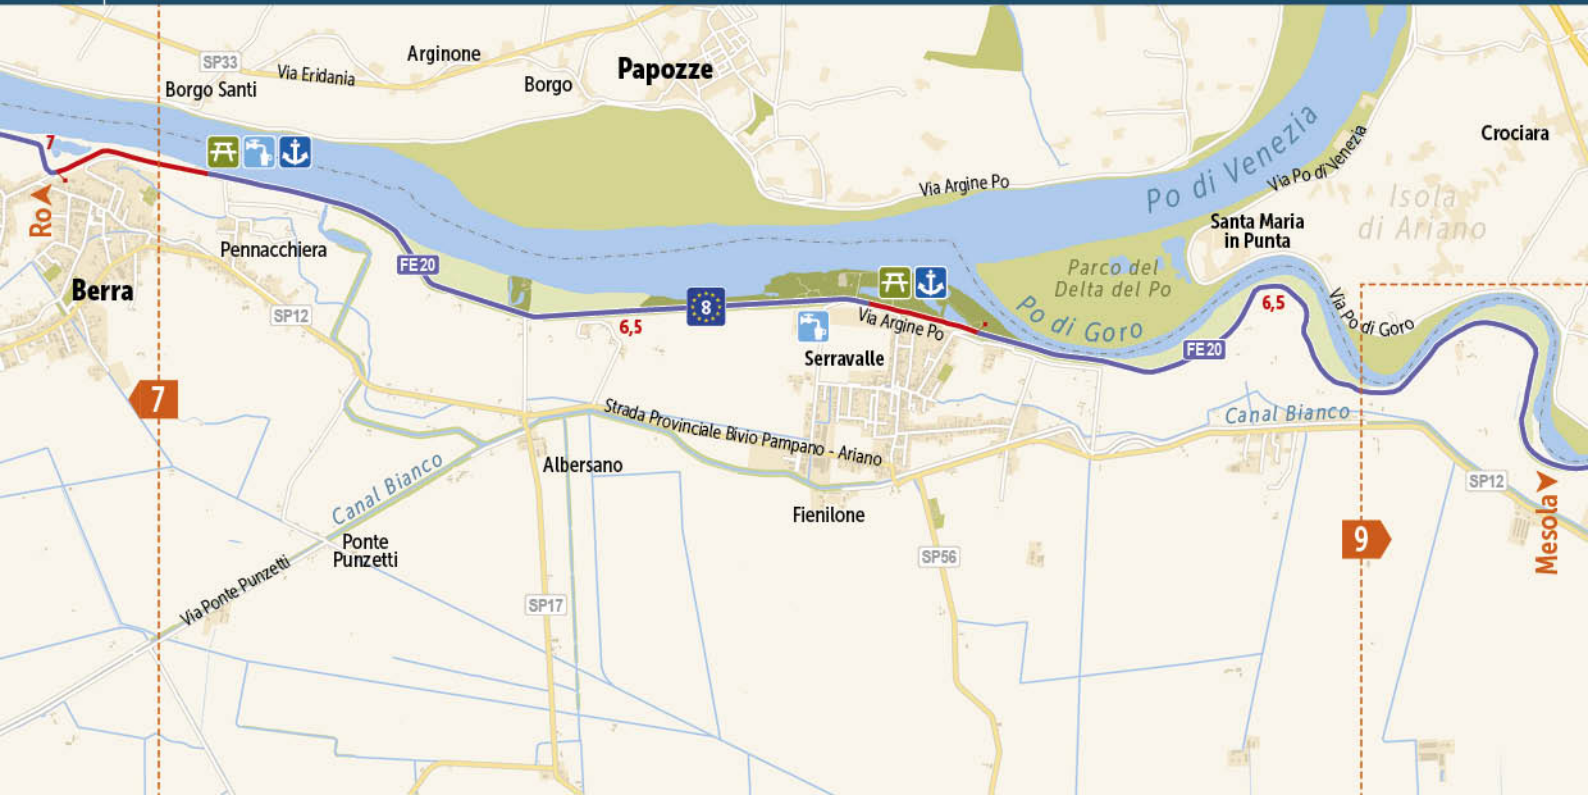 Arginone
SP33
Via Eridania
Borgo Santi
Borgo
Papozze
Po di Venezia
Via Po di Venezia
Crociara
7
Via Argine Po
Isola
di Ariano
Ro
Santa Maria
in Punta
Pennacchiera
FE20
Parco del
Delta del Po
Berra
SP12
8
6,5
Via Argine Po
Po di Goro
6,5
Via Po di Goro
FE20
Serravalle
7
Strada Provinciale Bivio Pampano - Ariano
Canal Bianco
Albersano
Canal Bianco
SP12
Mesola
Fienilone
9
Ponte
Punzetti
SP56
Via Ponte Punzetti
SP17